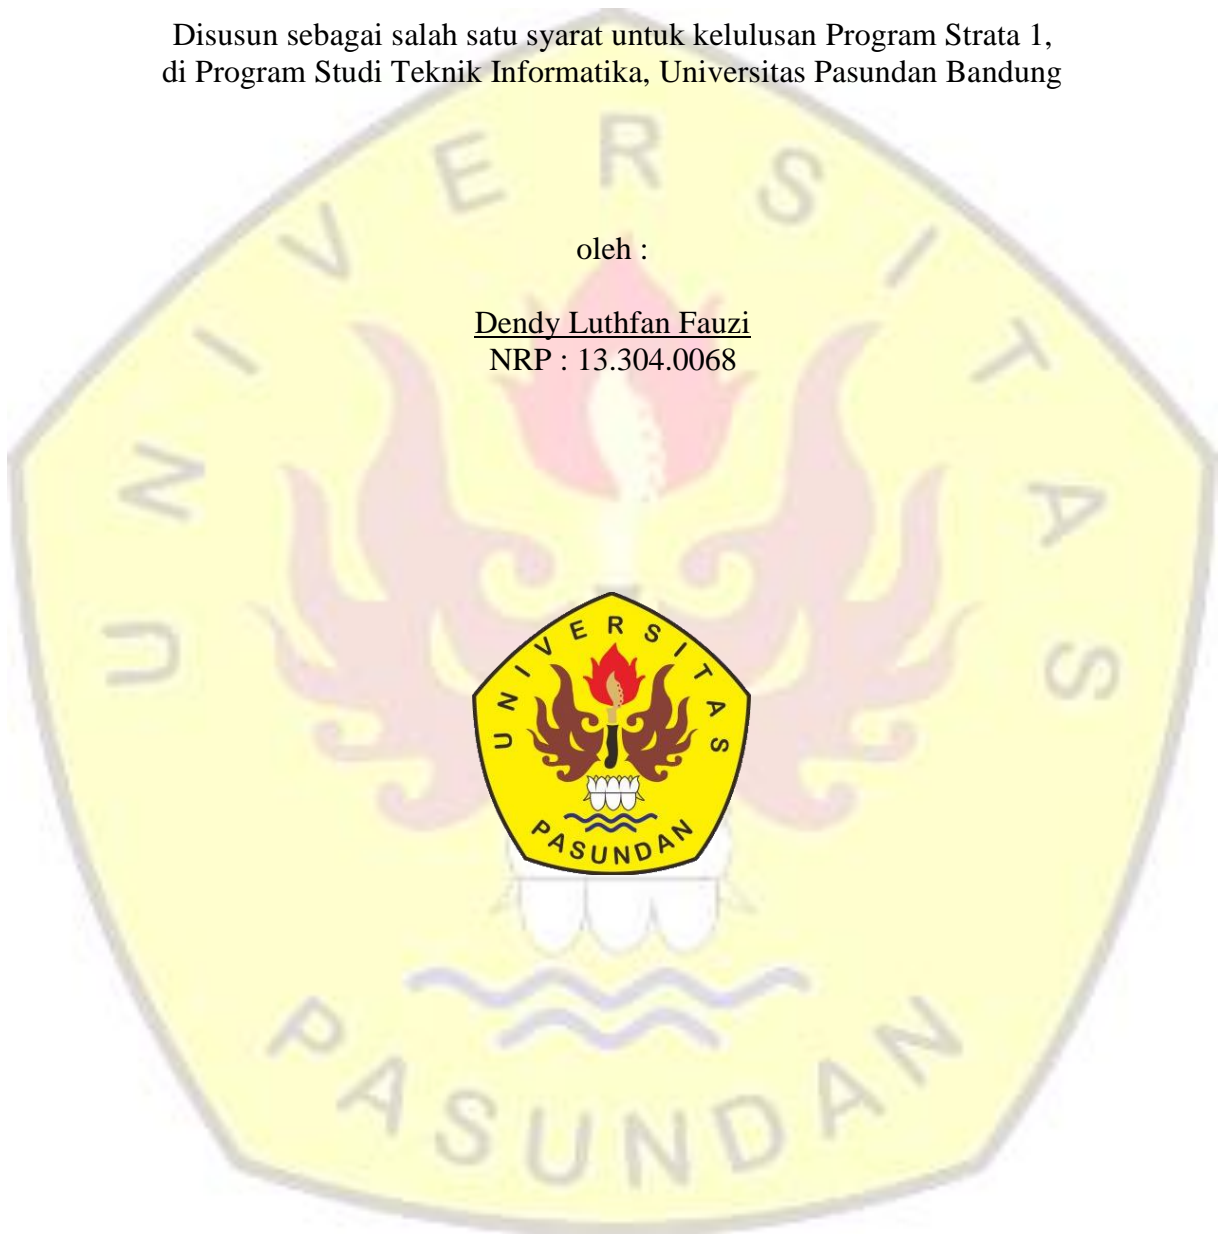 Disusun sebagai salah satu syarat untuk kelulusan Program Strata 1,
di Program Studi Teknik Informatika, Universitas Pasundan Bandung
oleh :
Dendy Luthfan Fauzi
NRP : 13.304.0068
UNIVERSITAS
PASUNDAN
UNIVERSITAS
PASUNDAN